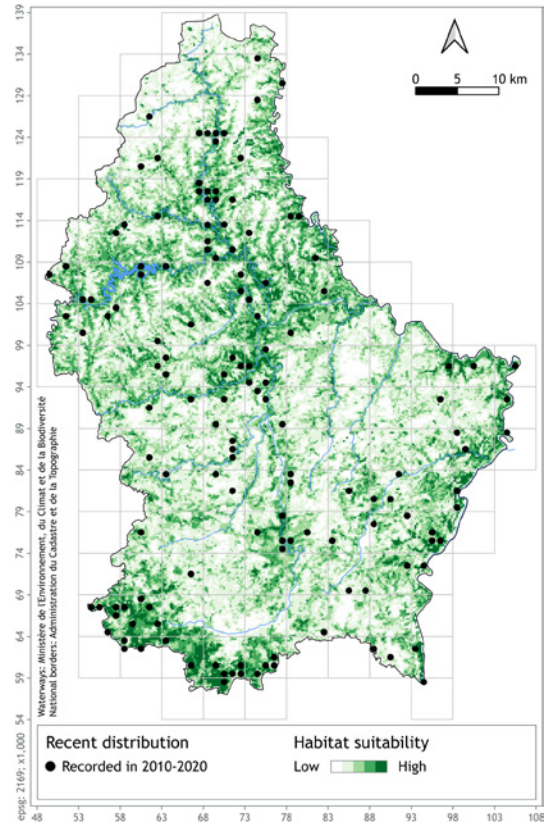 139
134
129
124
119
114
109
104
99
94
89
84
79
74
69
64
59
54
0 5 10 km
Waterways: Ministère de l'Environnement, du Climat et de la Biodiversité
National borders: Administration du Cadastre et de la Topographie
epsg: 2169; x1,000
Recent distribution
Recorded in 2010-2020
Habitat suitability
Low High
48 53 58 63 68 73 78 83 88 93 98 103 108